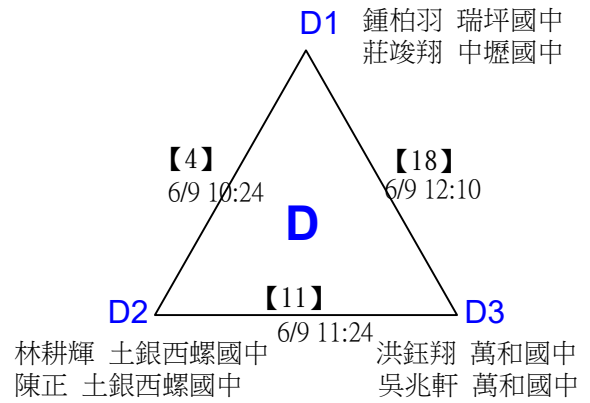 D1
鍾柏羽 瑞坪國中
莊竣翔 中壢國中
【4】
6/9 10:24
【18】
6/9 12:10
D
【11】
6/9 11:24
D2
林耕輝 土銀西螺國中
陳正 土銀西螺國中
D3
洪鈺翔 萬和國中
吳兆軒 萬和國中